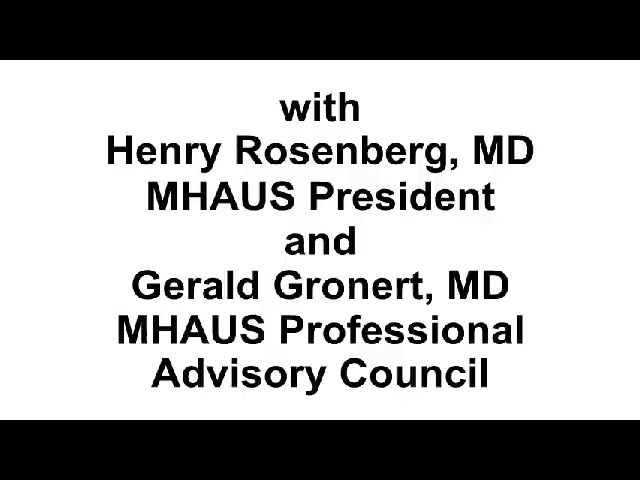 with
Henry Rosenberg, MD
MHAUS President
and
Gerald Gronert, MD
MHAUS Professional
Advisory Council